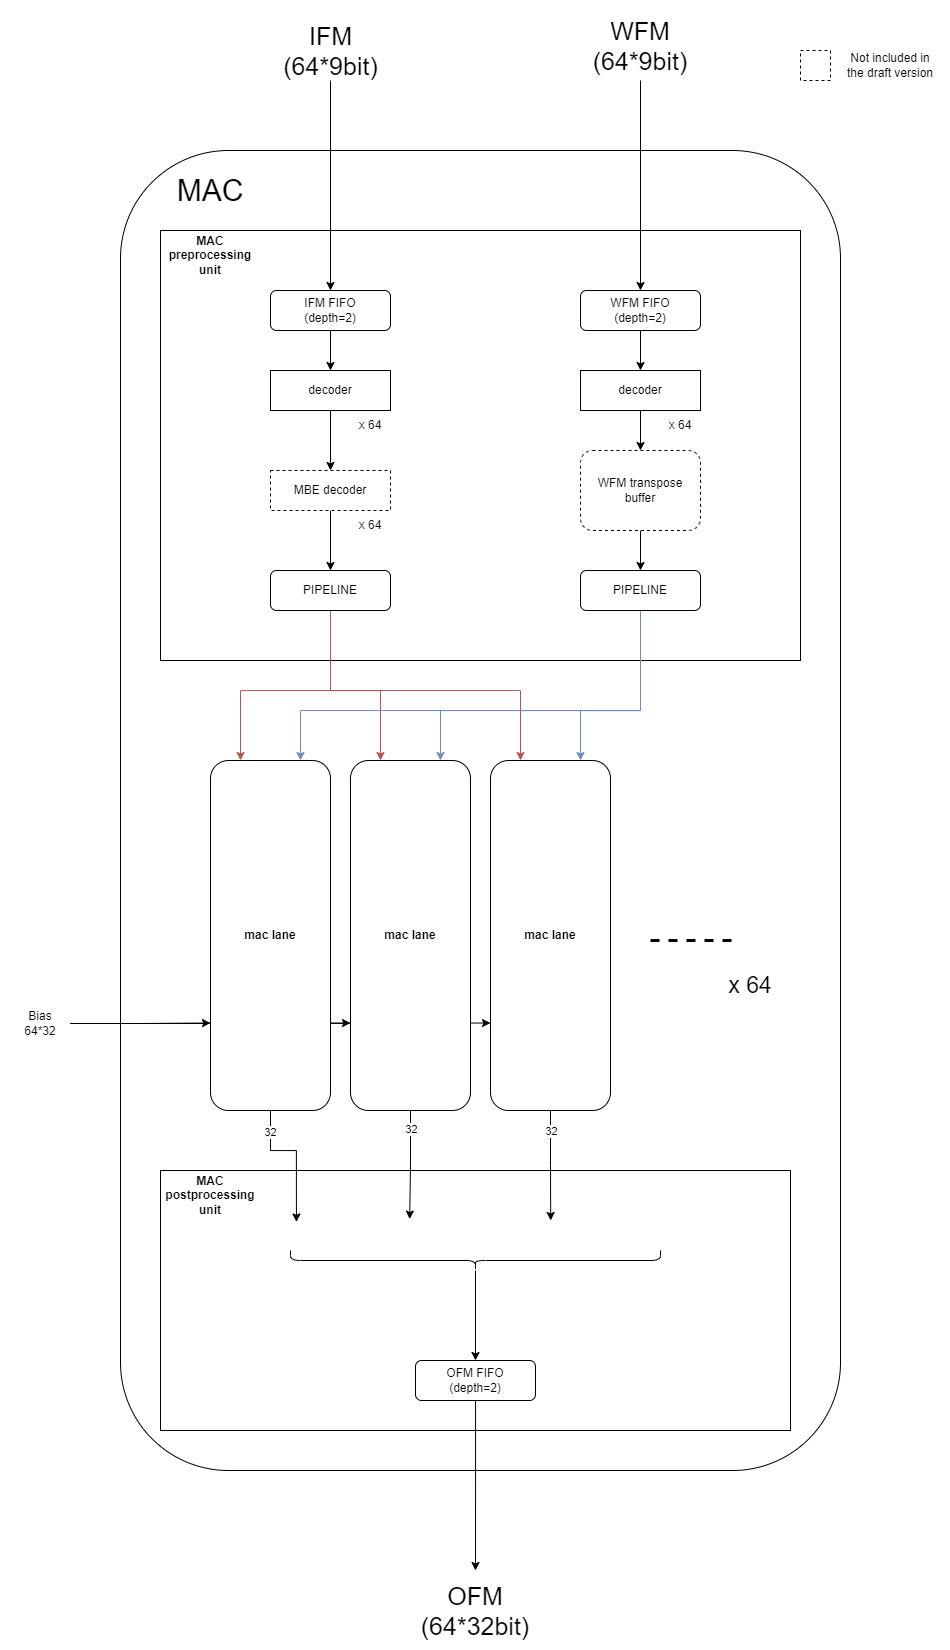 IFM
(64*9bit)
WFM
(64*9bit)
Not included in
the draft version
MAC
MAC
preprocessing
unit
IFM FIFO
(depth=2)
WFM FIFO
(depth=2)
decoder
decoder
x 64
x 64
MBE decoder
WFM transpose
buffer
x 64
PIPELINE
PIPELINE
mac lane
mac lane
mac lane
x 64
Bias
64*32
32
32
32
MAC
postprocessing
unit
OFM FIFO
(depth=2)
OFM
(64*32bit)